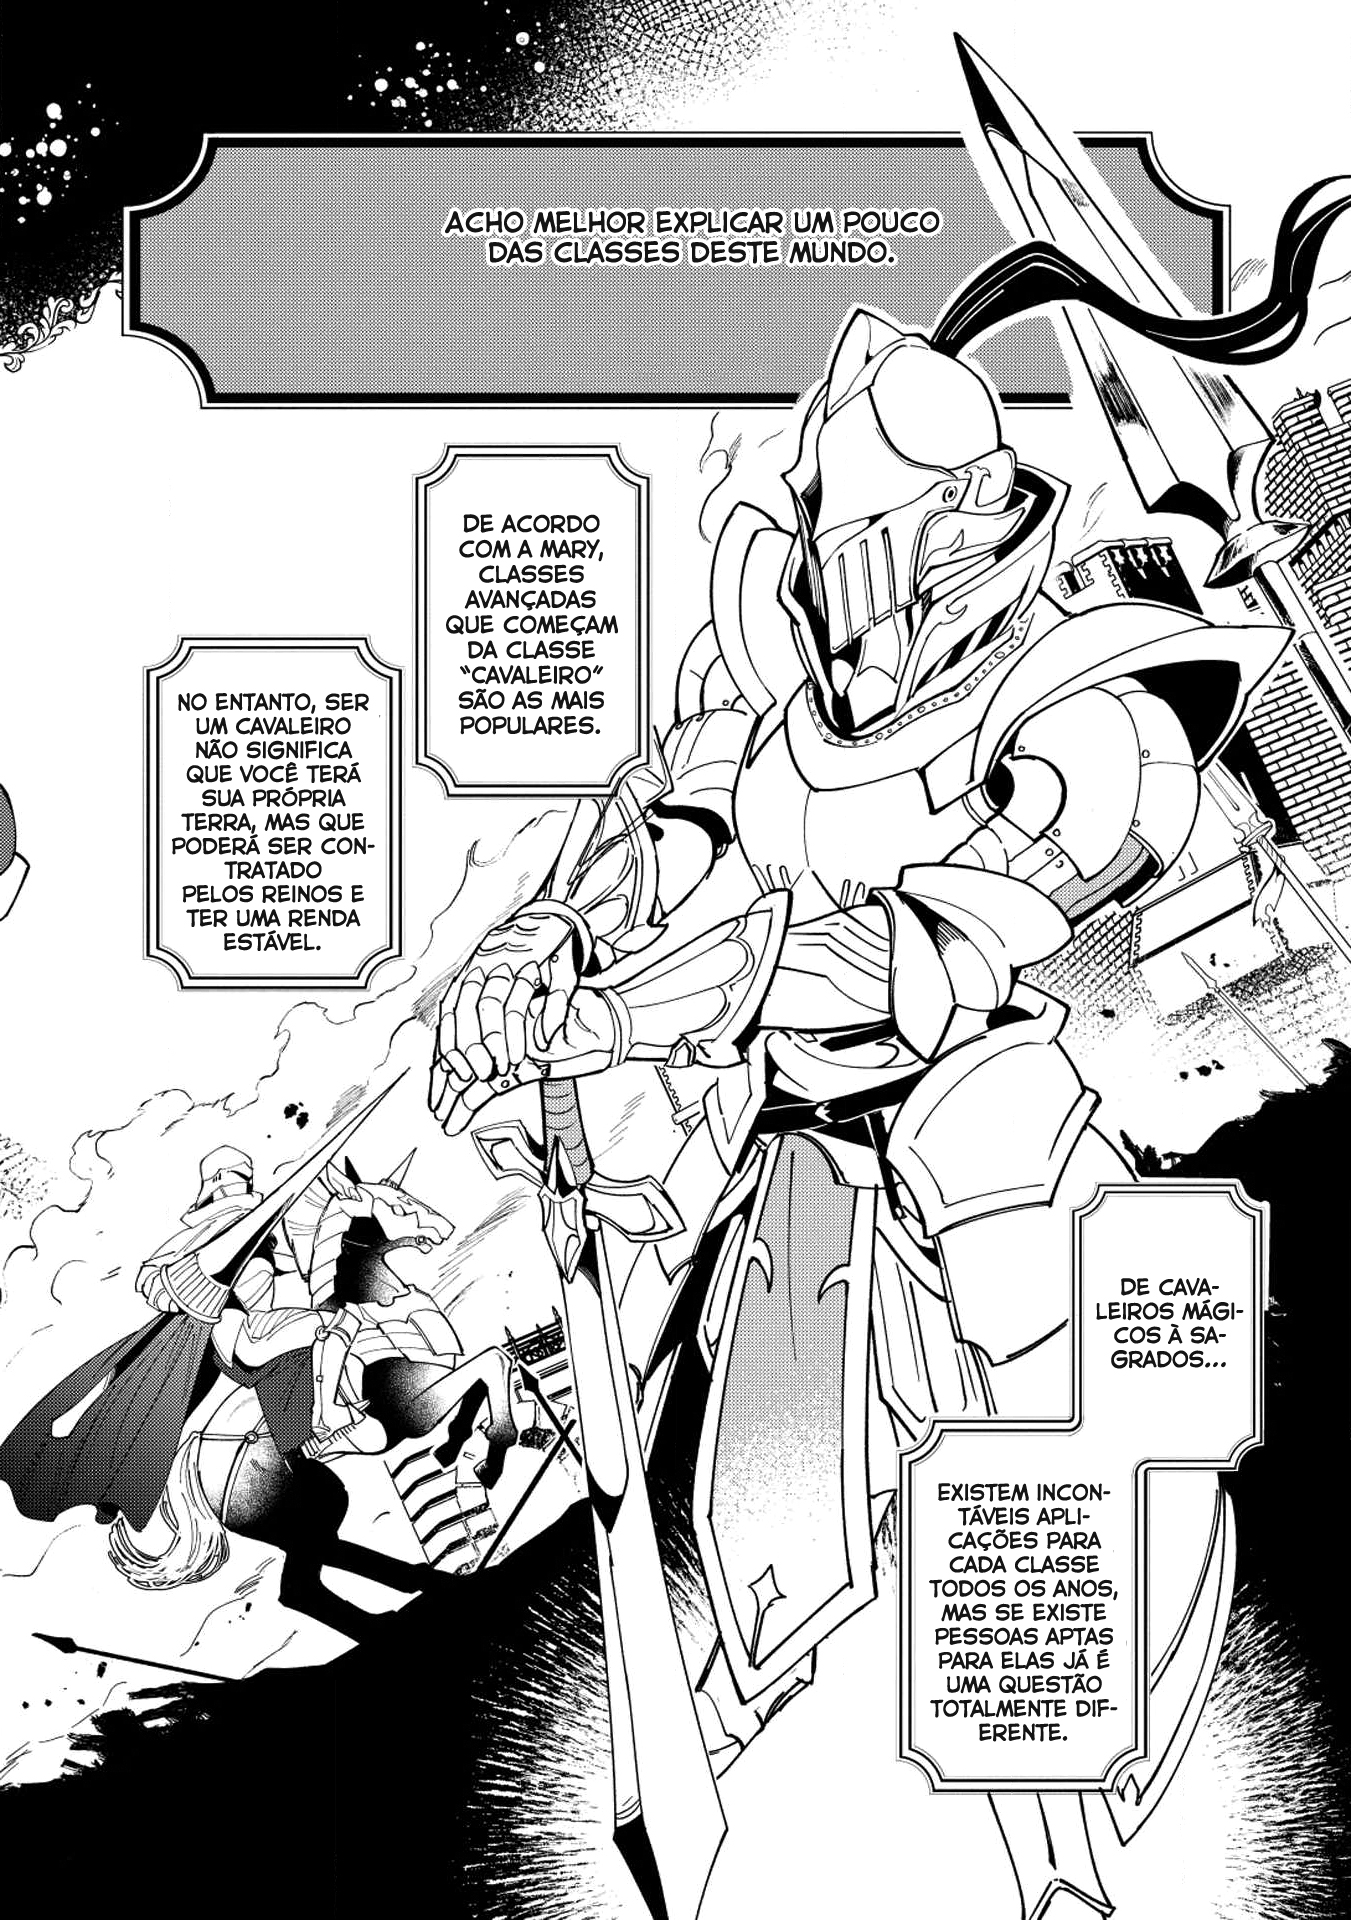 ACHO MELHOR EXPLICAR UM POUCO
DAS CLASSES DESTE MUNDO.
DE ACORDO
COM A MARY,
CLASSES
AVANÇADAS
QUE COMEÇAM
DA CLASSE
"CAVALEIRO"
SÃO AS MAIS
POPULARES.
NO ENTANTO, SER
UM CAVALEIRO
NÃO SIGNIFICA
QUE VOCÊ TERÁ
SUA PRÓPRIA
TERRA, MAS QUE
PODERÁ SER CON-
TRATADO
PELOS REINOS E
TER UMA RENDA
ESTÁVEL.
DE CAVA-
LEIROS MÁGI-
COS À SA-
GRADOS...
EXISTEM INCON-
TÁVEIS APLI-
CAÇÕES PARA
CADA CLASSE
TODOS OS ANOS,
MAS SE EXISTE
PESSOAS APTAS
PARA ELAS JÁ É
UMA QUESTÃO
TOTALMENTE DIF-
ERENTE.